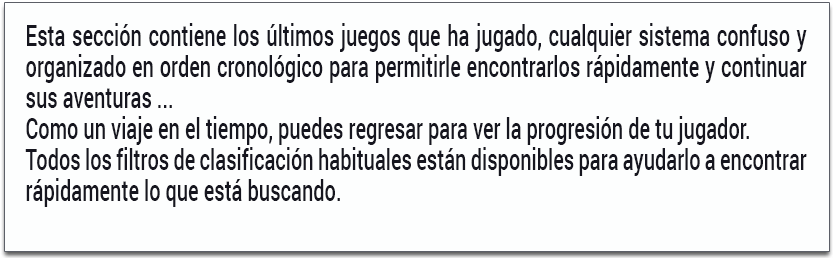 Esta sección contiene los últimos juegos que ha jugado, cualquier sistema confuso y
organizado en orden cronológico para permitirle encontrarlos rápidamente y continuar
sus aventuras ...
Como un viaje en el tiempo, puedes regresar para ver la progresión de tu jugador.
Todos los filtros de clasificación habituales están disponibles para ayudarlo a encontrar
rápidamente lo que está buscando.